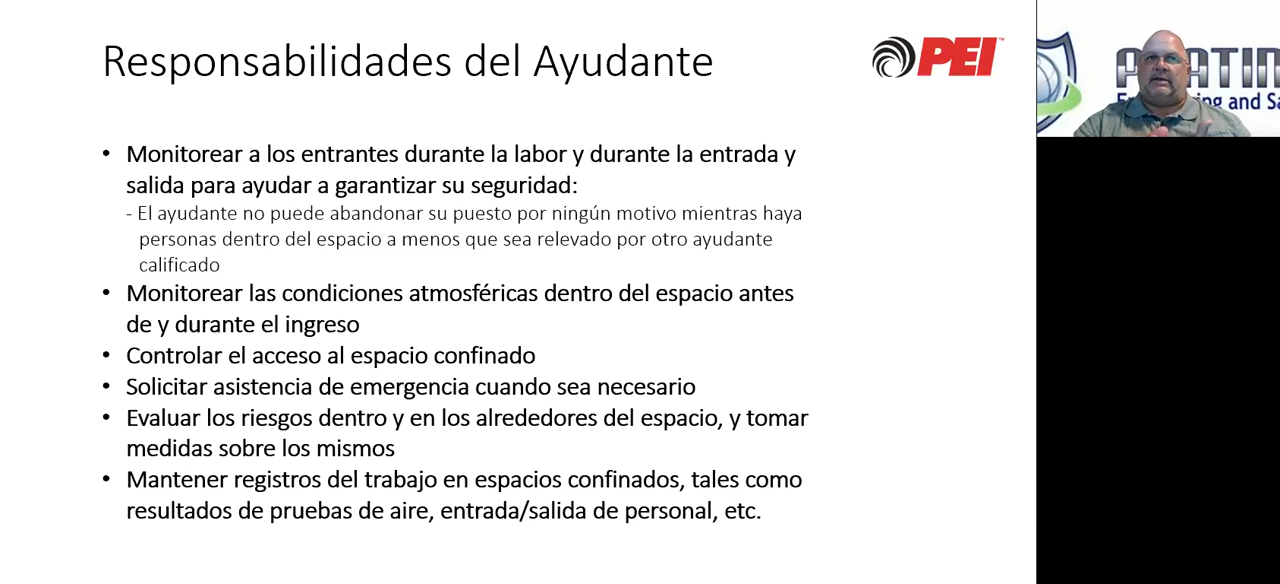 Responsabilidades del Ayudante
PEI
• Monitorear a los entrantes durante la labor y durante la entrada y
salida para ayudar a garantizar su seguridad:
- El ayudante no puede abandonar su puesto por ningún motivo mientras haya
personas dentro del espacio a menos que sea relevado por otro ayudante
calificado
• Monitorear las condiciones atmosféricas dentro del espacio antes
de y durante el ingreso
• Controlar el acceso al espacio confinado
• Solicitar asistencia de emergencia cuando sea necesario
• Evaluar los riesgos dentro y en los alrededores del espacio, y tomar
medidas sobre los mismos
• Mantener registros del trabajo en espacios confinados, tales como
resultados de pruebas de aire, entrada/salida de personal, etc.
and